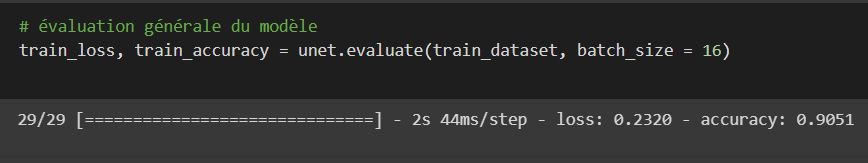 # évaluation générale du modèle
train_loss, train_accuracy = unet.evaluate(train_dataset, batch_size = 16)
29/29 [==============================] - 2s 44ms/step - loss: 0.2320 - accuracy: 0.9051